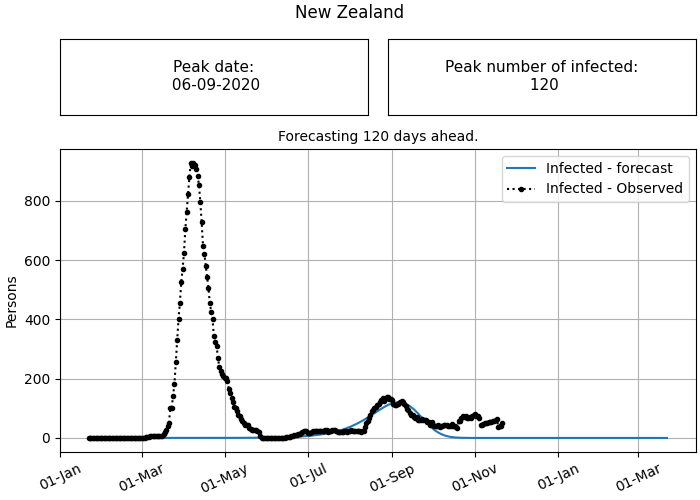 New Zealand
Peak date:
06-09-2020
Peak number of infected:
120
Forecasting 120 days ahead.
Infected - forecast
Infected - Observed
Persons
800
600
400
200
0
01-Jan
01-Mar
01-May
01-Jul
01-Sep
01-Nov
01-Jan
01-Mar